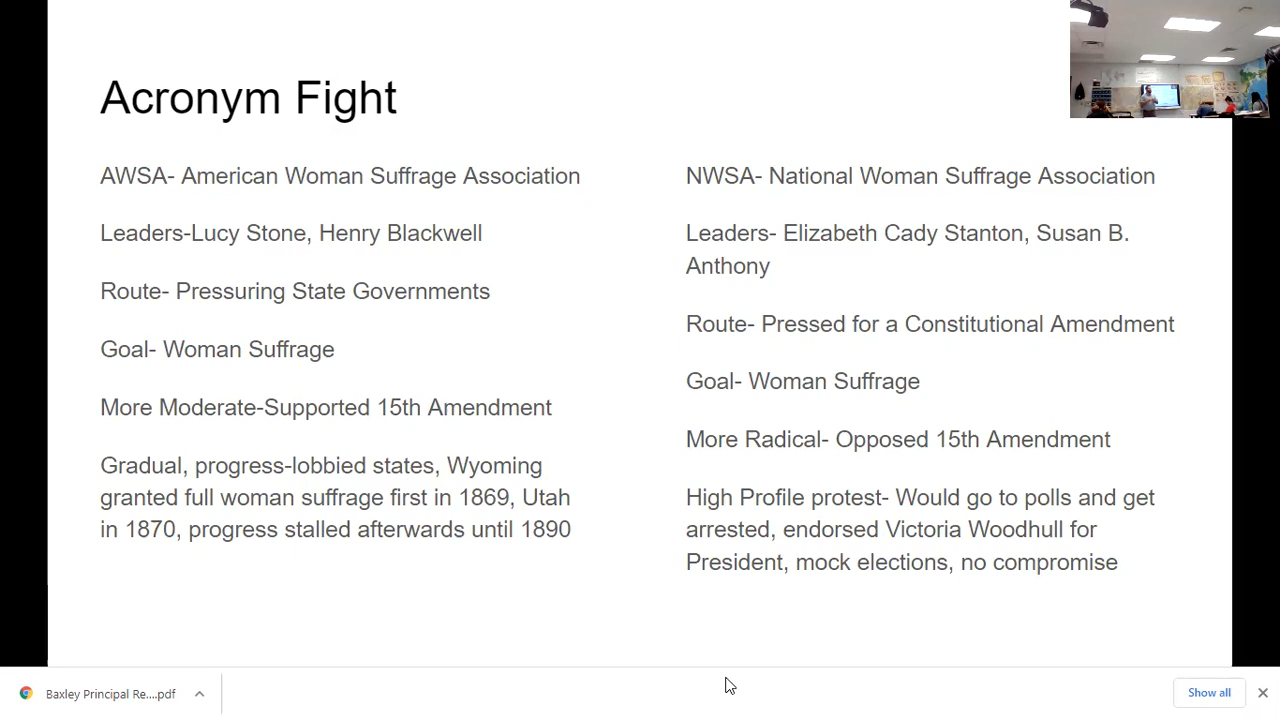 Acronym Fight
AWSA- American Woman Suffrage Association
Leaders-Lucy Stone, Henry Blackwell
Route- Pressuring State Governments
Goal- Woman Suffrage
More Moderate-Supported 15th Amendment
Gradual, progress-lobbied states, Wyoming
granted full woman suffrage first in 1869, Utah
in 1870, progress stalled afterwards until 1890
NWSA- National Woman Suffrage Association
Leaders- Elizabeth Cady Stanton, Susan B.
Anthony
Route- Pressed for a Constitutional Amendment
Goal- Woman Suffrage
More Radical- Opposed 15th Amendment
High Profile protest- Would go to polls and get
arrested, endorsed Victoria Woodhull for
President, mock elections, no compromise
Baxley Principal Re....pdf
Show all